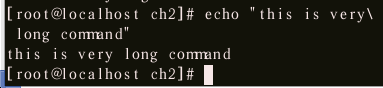 [root@localhost ch2]# echo "this is very\
 long command"
this is very long command
[root@localhost ch2]#